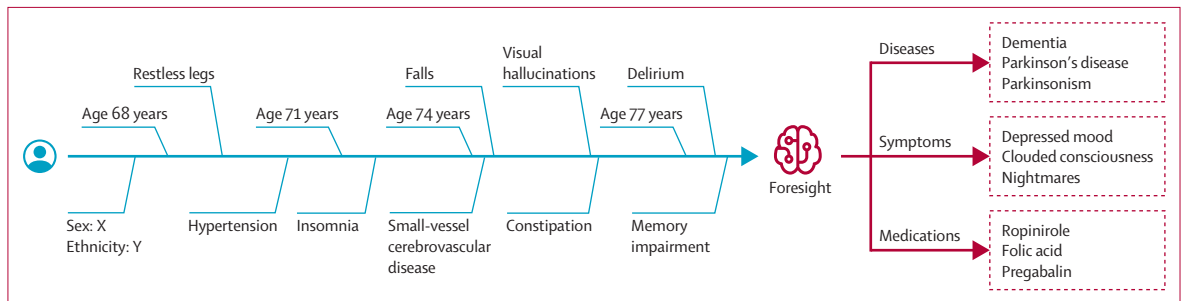 Restless legs
Age 68 years
Age 71 years
Falls
Age 74 years
Visual
hallucinations
Delirium
Age 77 years
Sex: X
Ethnicity: Y
Hypertension
Insomnia
Small-vessel
cerebrovascular
disease
Constipation
Memory
impairment
Foresight
Diseases
Dementia
Parkinson’s disease
Parkinsonism
Symptoms
Depressed mood
Clouded consciousness
Nightmares
Medications
Ropinirole
Folic acid
Pregabalin